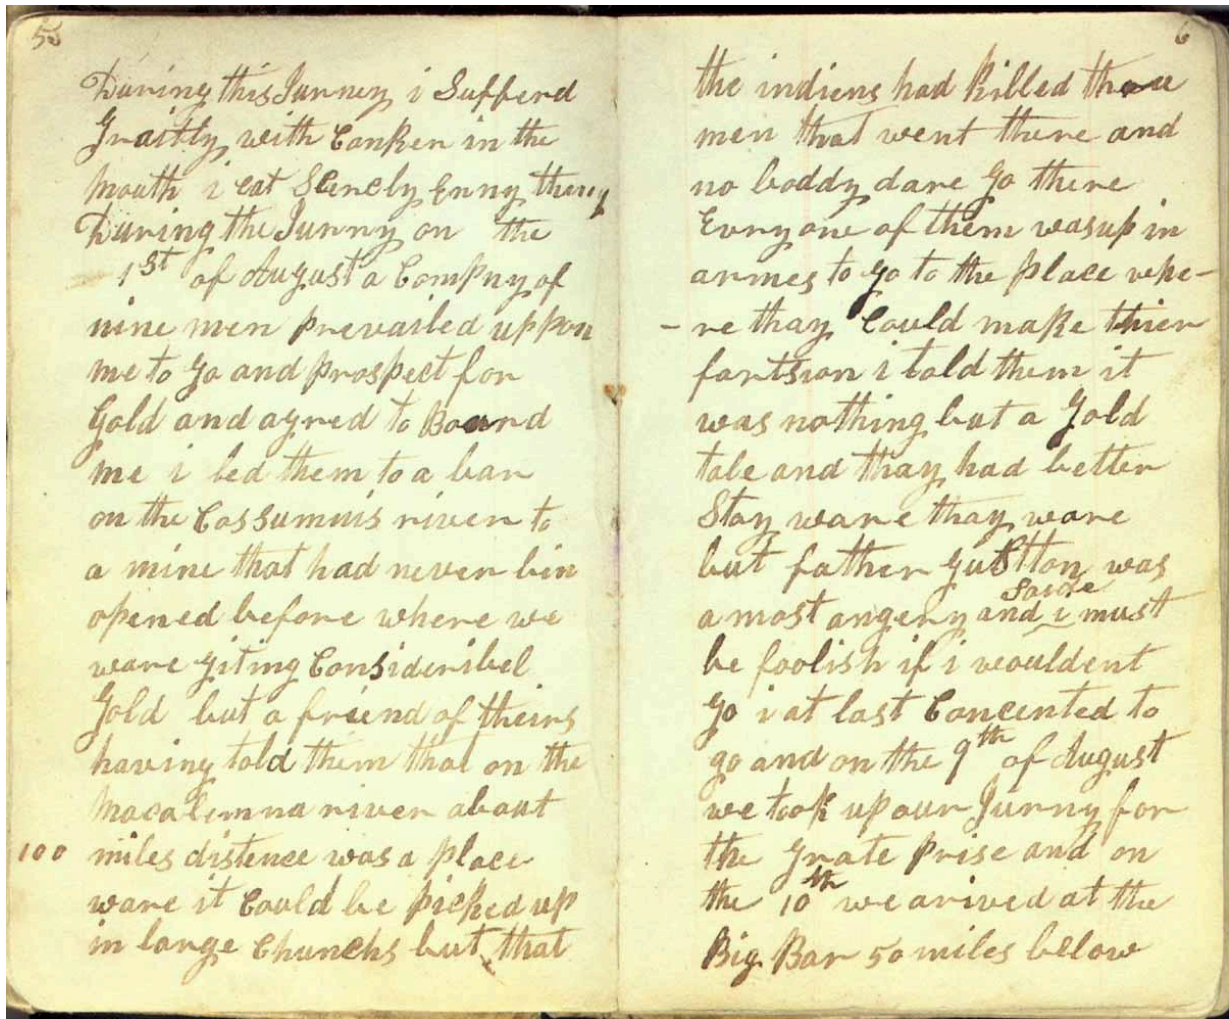 5
During this Jurney i Sufferd
Graitly with Canker in the
mouth i eat Scercly Enny thing
During the Jurny on the
1st of August a Compny of
nine men prevailed uppon
me to go and prospect for
Gold and agred to Board
me i led them to a bar
on the Cossumnis river to
a mine that had never bin
opened before where we
ware giting Consideribel
Gold but a friend of theirs
having told them that on the
Macalemna river about
100 miles distence was a place
ware it Could be picked up
in large Chunchs but that
6
the indiens had killed those
men that went there and
no boddy dare go there
Evry one of them was up in
armes to go to the place whe-
-re thay Could make thier
fortsion i told them it
was nothing but a Gold
tale and thay had better
Stay ware thay ware
but father was
a most angery and i must
Saide
be foolish if i wouldent
go i at last Concented to
go and on the 9th of August
we took up our Jurny for
the grate prise and on
the 10th we arived at the
Big Bar 50 miles below